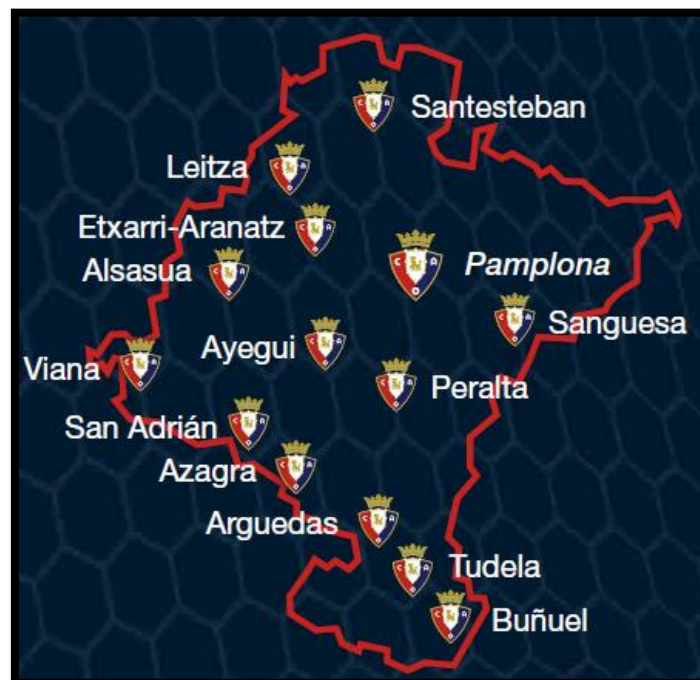 Santesteban
Leitza
Etxarri-Aranatz
Pamplona
Alsasua
Sanguesa
Ayegui
Viana
Peralta
San Adrián
Azagra
Arguedas
Tudela
Buñuel